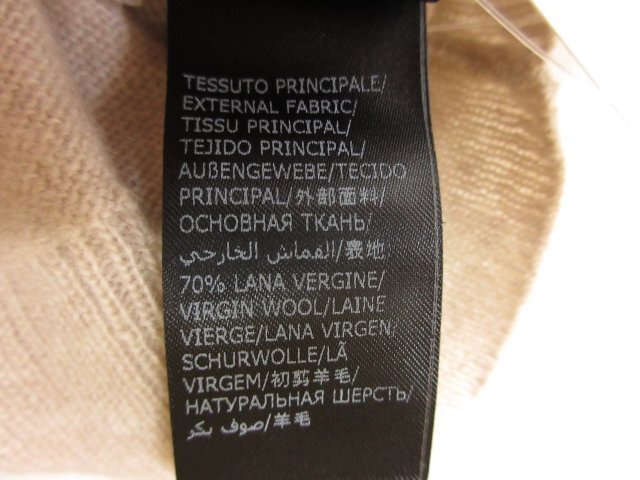 TESSUTO PRINCIPALE/
EXTERNAL FABRIC/
TISSU PRINCIPAL/
TEJIDO PRINCIPAL/
AUßENGEWEBE/TECIDO
PRINCIPAL/外部面料/
ОСНОВНАЯ ТКАНЬ/
القماش الخارجي/表地
70% LANA VERGINE/
VIRGIN WOOL/LAINE
VIERGE/LANA VIRGEN/
SCHURWOLLE/LÃ
VIRGEM/初剪羊毛/
НАТУРАЛЬНАЯ ШЕРСТЬ/
صوف بكر/羊毛